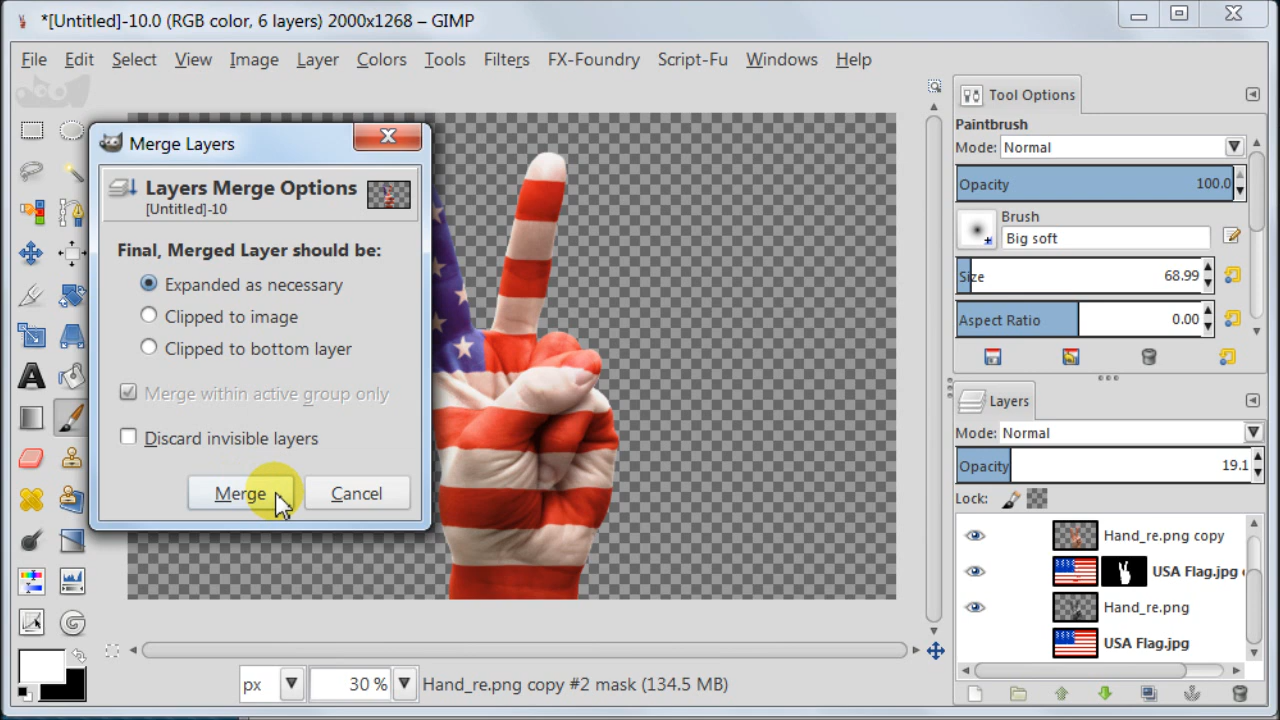 *[Untitled]-10.0 (RGB color, 6 layers) 2000x1268 – GIMP
File Edit Select View Image Layer Colors Tools Filters FX-Foundry Script-Fu Windows Help
Merge Layers
Layers Merge Options
[Untitled]-10
Final, Merged Layer should be:
Expanded as necessary
Clipped to image
Clipped to bottom layer
Merge within active group only
Discard invisible layers
Merge Cancel
Tool Options
Paintbrush
Mode: Normal
Opacity 100.0
Brush
Big soft
Size 68.99
Aspect Ratio 0.00
Layers
Mode: Normal
Opacity 19.1
Lock:
Hand_re.png copy
USA Flag.jpg
Hand_re.png
USA Flag.jpg
px 30 % Hand_re.png copy #2 mask (134.5 MB)